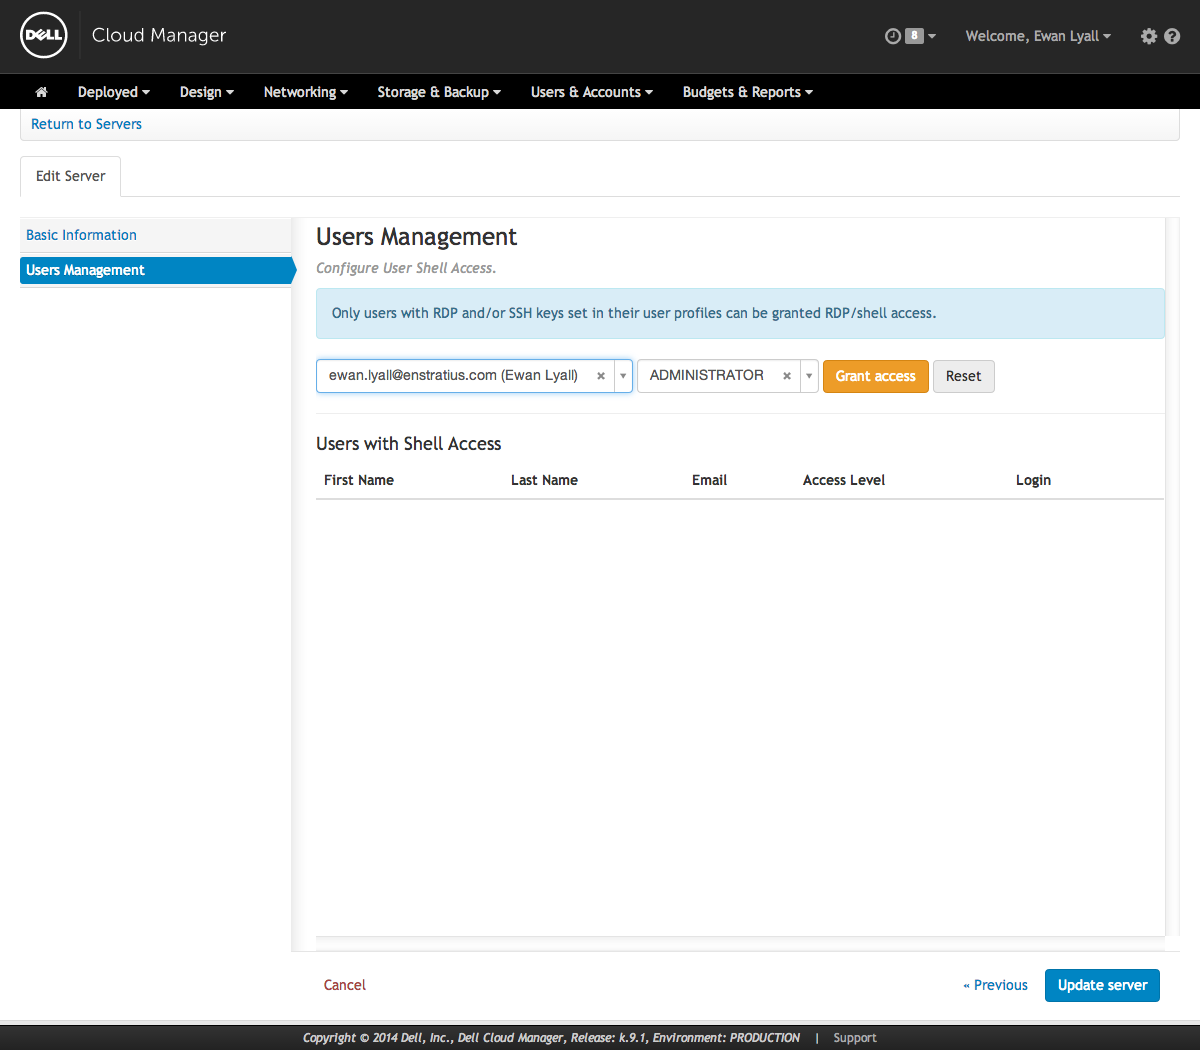 DELL Cloud Manager 8 Welcome, Ewan Lyall
Deployed Design Networking Storage & Backup Users & Accounts Budgets & Reports
Return to Servers
Edit Server
Basic Information
Users Management
Users Management
Configure User Shell Access.
Only users with RDP and/or SSH keys set in their user profiles can be granted RDP/shell access.
ewan.lyall@enstratius.com (Ewan Lyall) ADMINISTRATOR Grant access Reset
Users with Shell Access
First Name Last Name Email Access Level Login
Cancel « Previous Update server
Copyright © 2014 Dell, Inc., Dell Cloud Manager, Release: k.9.1, Environment: PRODUCTION | Support